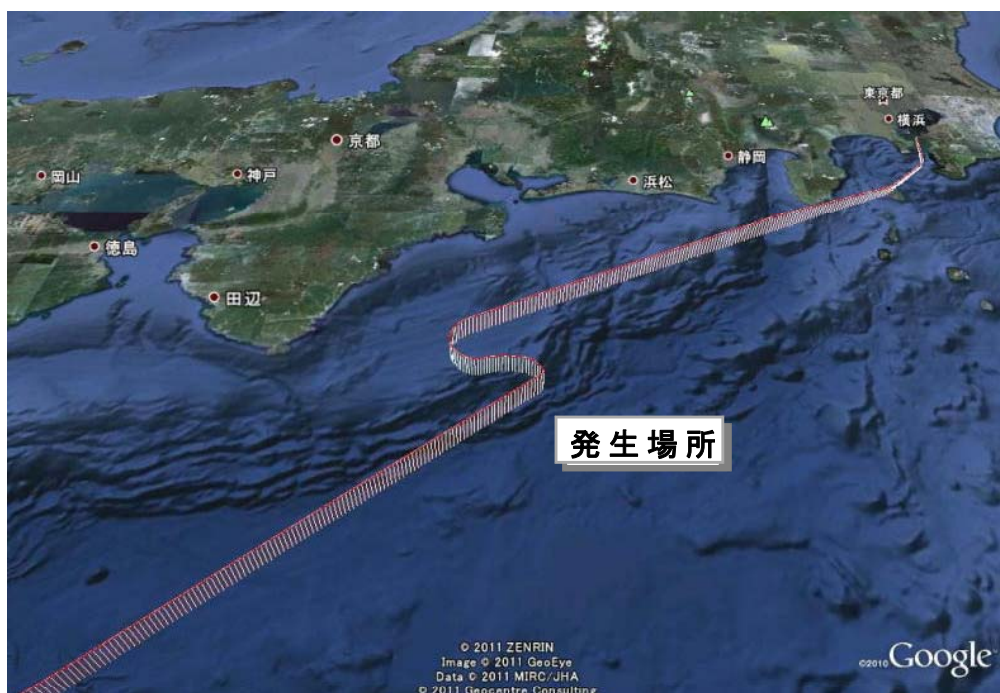 東京都
横浜
京都
静岡
岡山
神戸
浜松
徳島
田辺
発生場所
© 2011 ZENRIN
Image © 2011 GeoEye
Data © 2011 MIRC/JHA
© 2011 Geocentre Consulting
©2010 Google